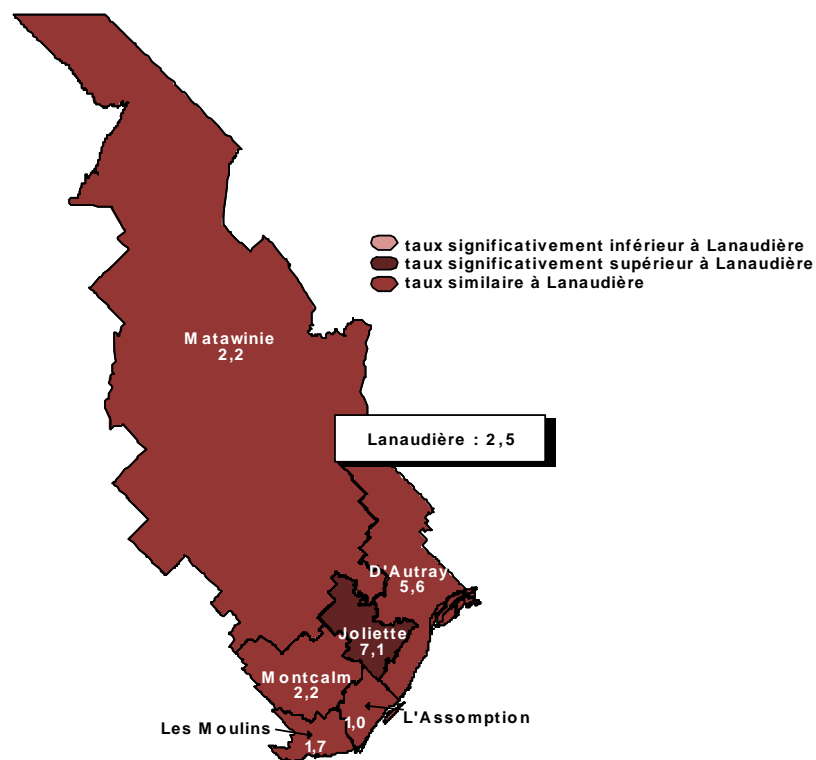 taux significativement inférieur à Lanaudière
taux significativement supérieur à Lanaudière
taux similaire à Lanaudière
Matawinie
2,2
Lanaudière : 2,5
D'Autray
5,6
Joliette
7,1
Montcalm
2,2
L'Assomption
1,0
Les Moulins
1,7